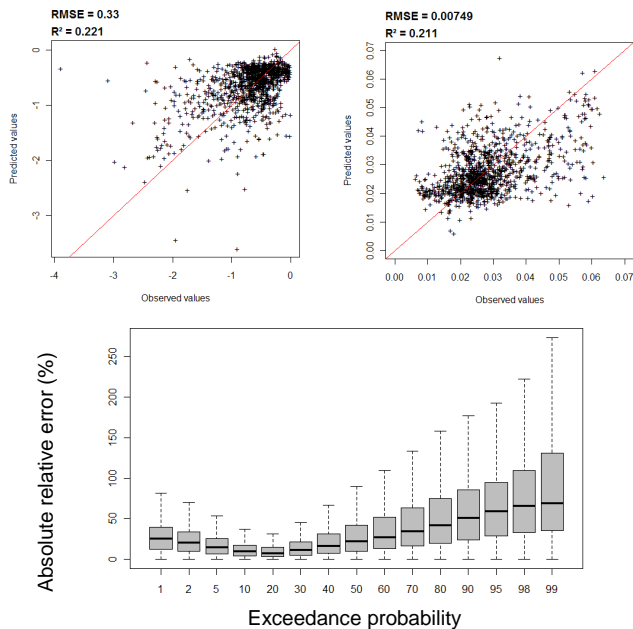 RMSE = 0.33
R² = 0.221
0
-1
-2
-3
Predicted values
-4 -3 -2 -1 0
Observed values
RMSE = 0.00749
R² = 0.211
0.07
0.06
0.05
0.04
0.03
0.02
0.01
0.00
Predicted values
0.00 0.01 0.02 0.03 0.04 0.05 0.06 0.07
Observed values
Absolute relative error (%)
250
200
150
100
50
0
1 2 5 10 20 30 40 50 60 70 80 90 95 98 99
Exceedance probability